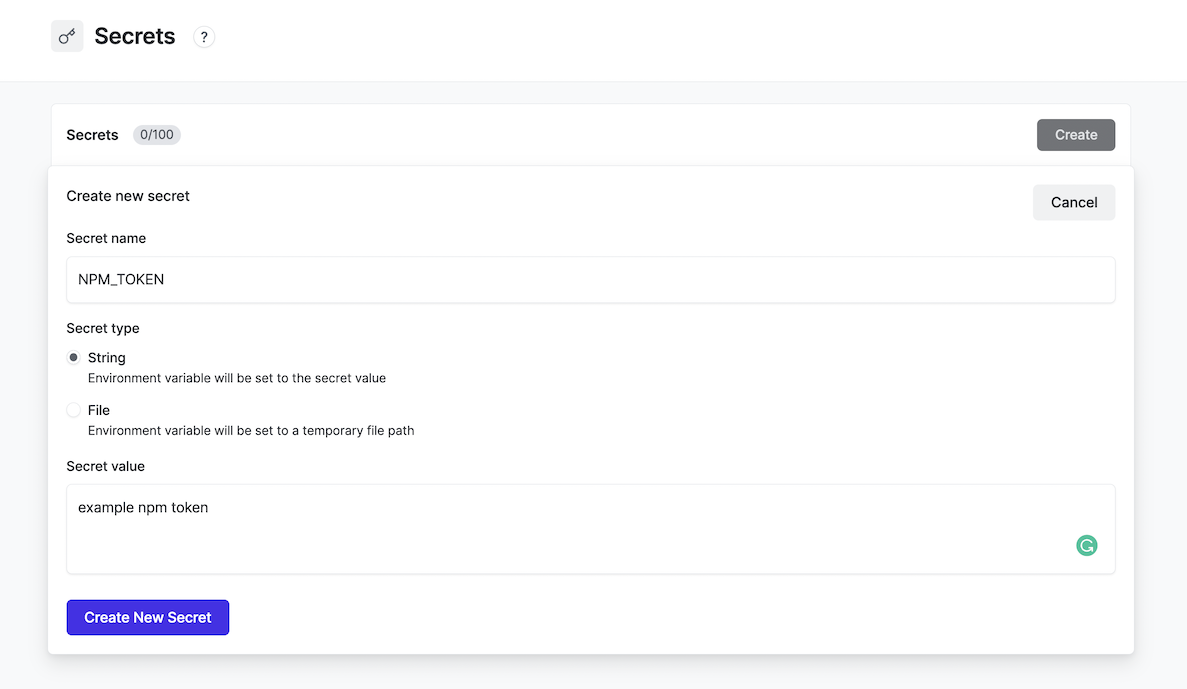 Secrets ?
Secrets 0/100 Create
Create new secret
Cancel
Secret name
NPM_TOKEN
Secret type
String
Environment variable will be set to the secret value
File
Environment variable will be set to a temporary file path
Secret value
example npm token
Create New Secret